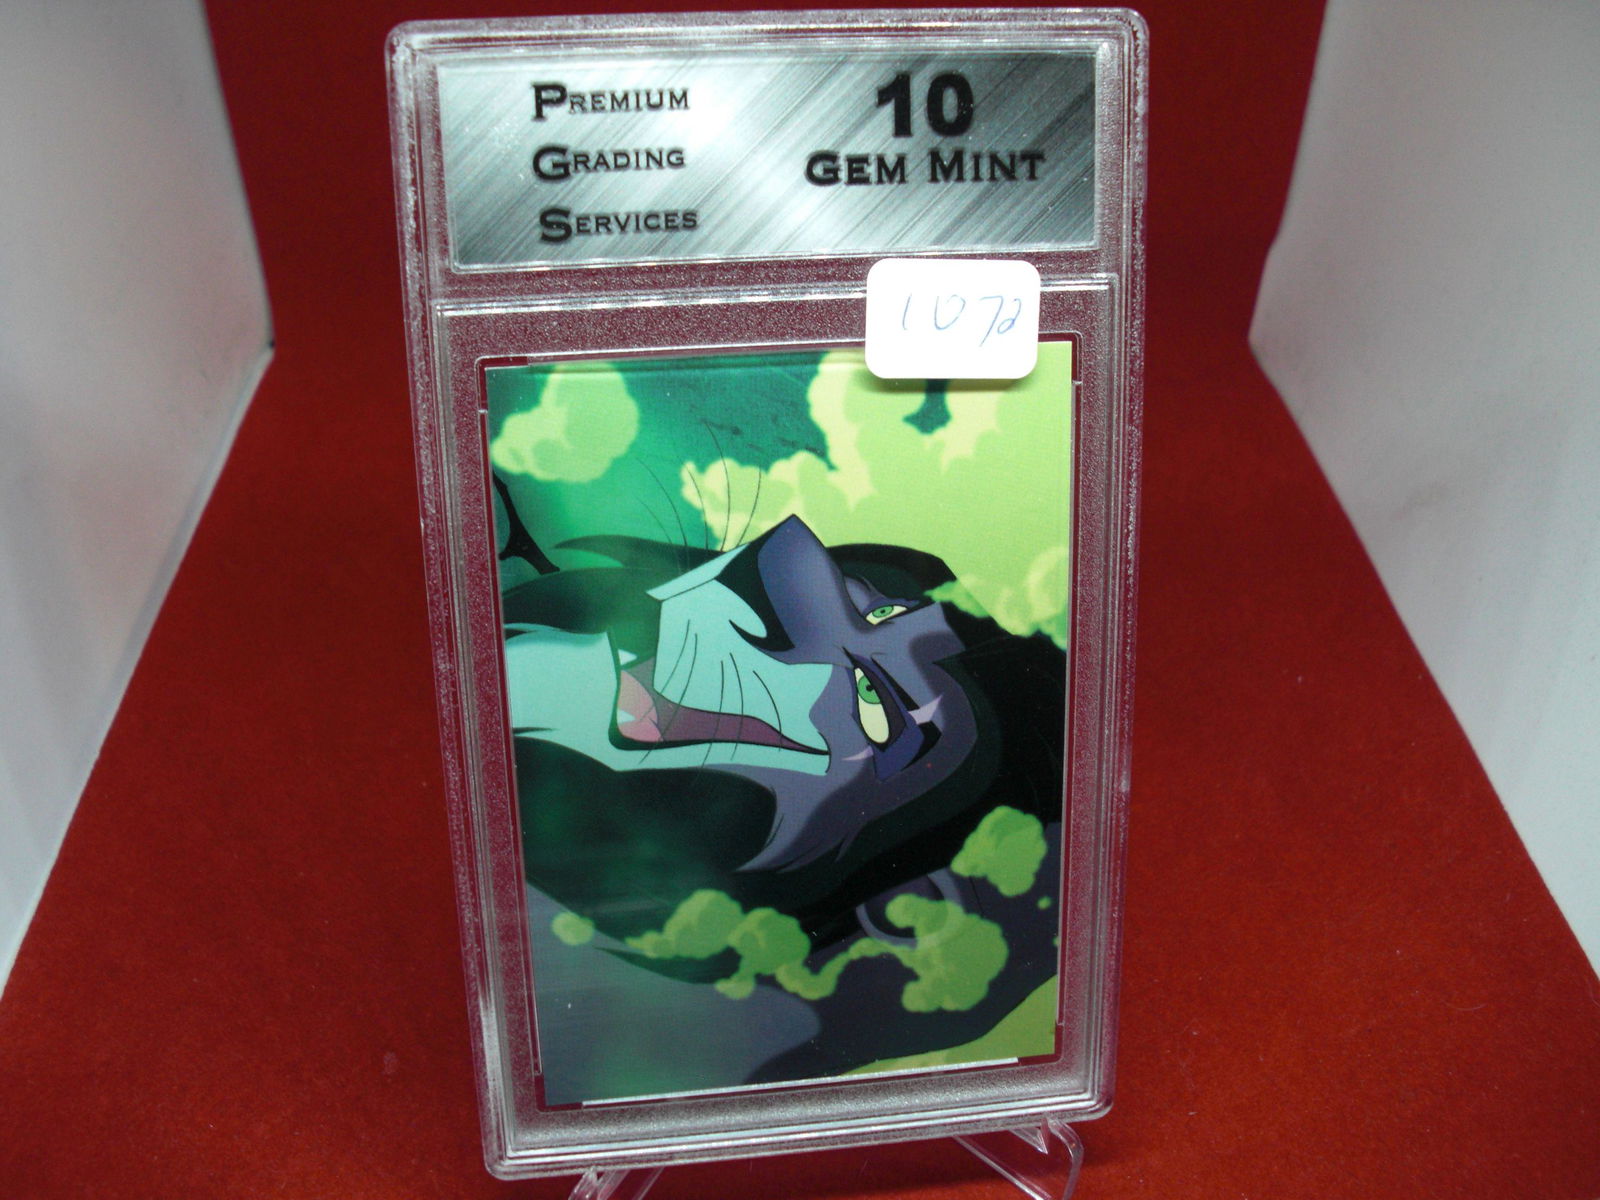 Premium
Grading
Services
10
Gem Mint
1072